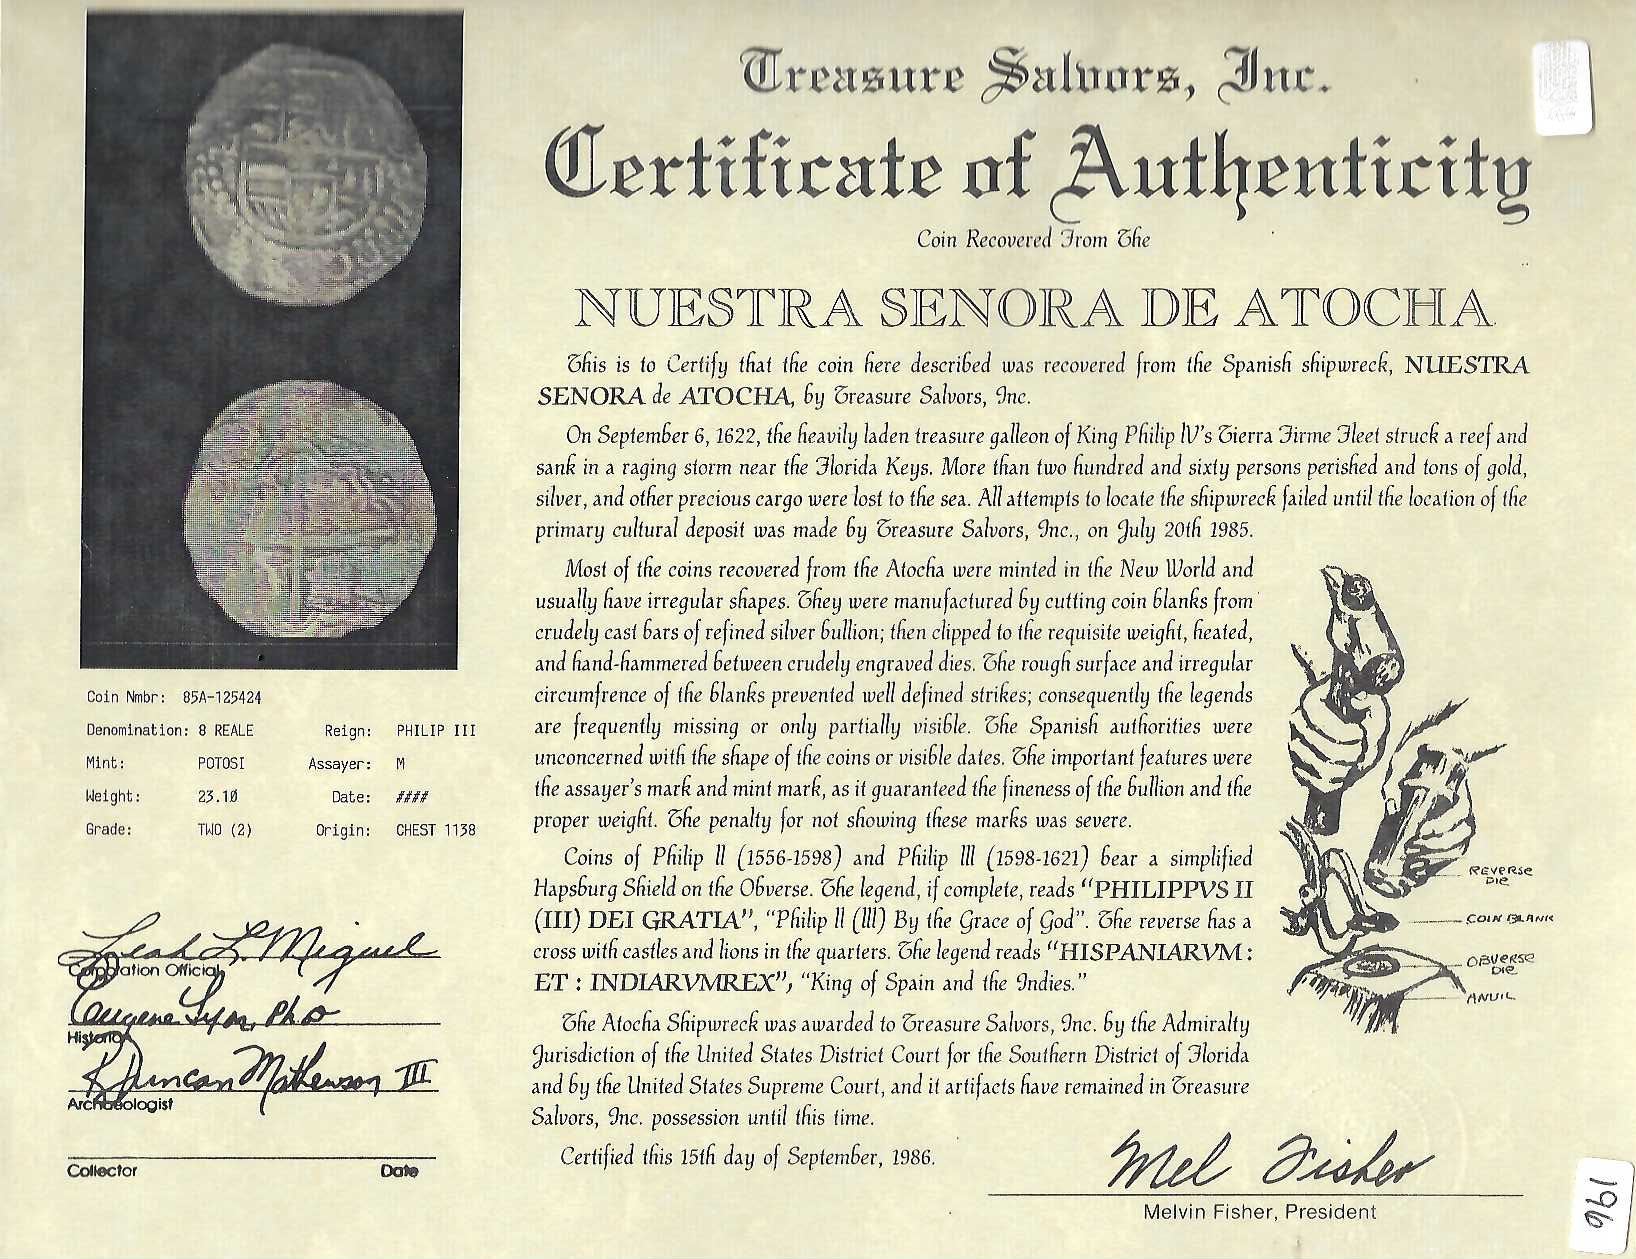 Treasure Salvors, Inc.
Certificate of Authenticity
Coin Recovered From The
NUESTRA SENORA DE ATOCHA
This is to Certify that the coin here described was recovered from the Spanish shipwreck, NUESTRA
SENORA de ATOCHA, by Treasure Salvors, Inc.
On September 6, 1622, the heavily laden treasure galleon of King Philip IV's Tierra Firme Fleet struck a reef and
sank in a raging storm near the Florida Keys. More than two hundred and sixty persons perished and tons of gold,
silver, and other precious cargo were lost to the sea. All attempts to locate the shipwreck failed until the location of the
primary cultural deposit was made by Treasure Salvors, Inc., on July 20th 1985.
Most of the coins recovered from the Atocha were minted in the New World and
usually have irregular shapes. They were manufactured by cutting coin blanks from
crudely cast bars of refined silver bullion; then clipped to the requisite weight, heated,
and hand-hammered between crudely engraved dies. The rough surface and irregular
circumfrence of the blanks prevented well defined strikes; consequently the legends
are frequently missing or only partially visible. The Spanish authorities were
unconcerned with the shape of the coins or visible dates. The important features were
the assayer's mark and mint mark, as it guaranteed the fineness of the bullion and the
proper weight. The penalty for not showing these marks was severe.
Coins of Philip II (1556-1598) and Philip III (1598-1621) bear a simplified
Hapsburg Shield on the Obverse. The legend, if complete, reads "PHILIPPVS II
(III) DEI GRATIA", "Philip II (III) By the Grace of God". The reverse has a
cross with castles and lions in the quarters. The legend reads "HISPANIARVM :
ET : INDIARVMREX", "King of Spain and the Indies."
The Atocha Shipwreck was awarded to Treasure Salvors, Inc. by the Admiralty
Jurisdiction of the United States District Court for the Southern District of Florida
and by the United States Supreme Court, and it artifacts have remained in Treasure
Salvors, Inc. possession until this time.
Certified this 15th day of September, 1986.
Mel Fisher
Melvin Fisher, President
REVERSE
DIE
COIN BLANK
OBVERSE
DIE
ANVIL
Coin Nmbr: 85A-125424
Denomination: 8 REALE Reign: PHILIP III
Mint: POTOSI Assayer: M
Weight: 23.10 Date: ####
Grade: TWO (2) Origin: CHEST 1138
Leah L. Miguel
Corporation Official
Eugene Lyon, Ph.D
Historian
R Duncan Mathewson III
Archaeologist
Collector Date
196